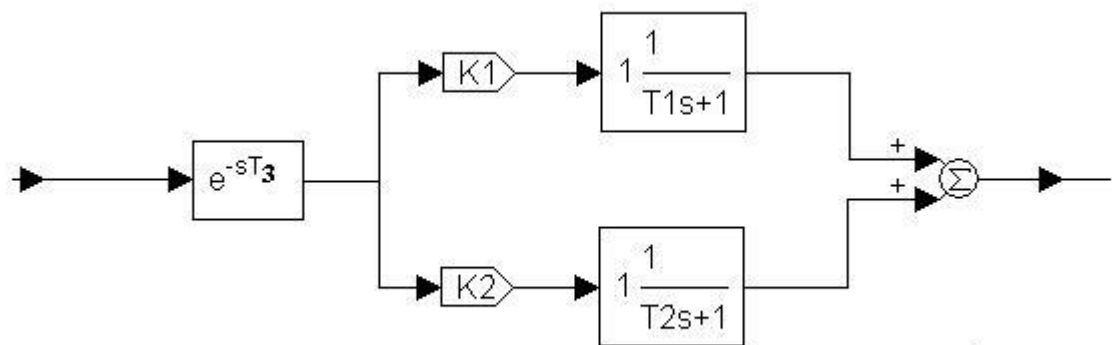 K1
1 1
T1s+1
+
e-sT3
Σ
+
K2
1 1
T2s+1